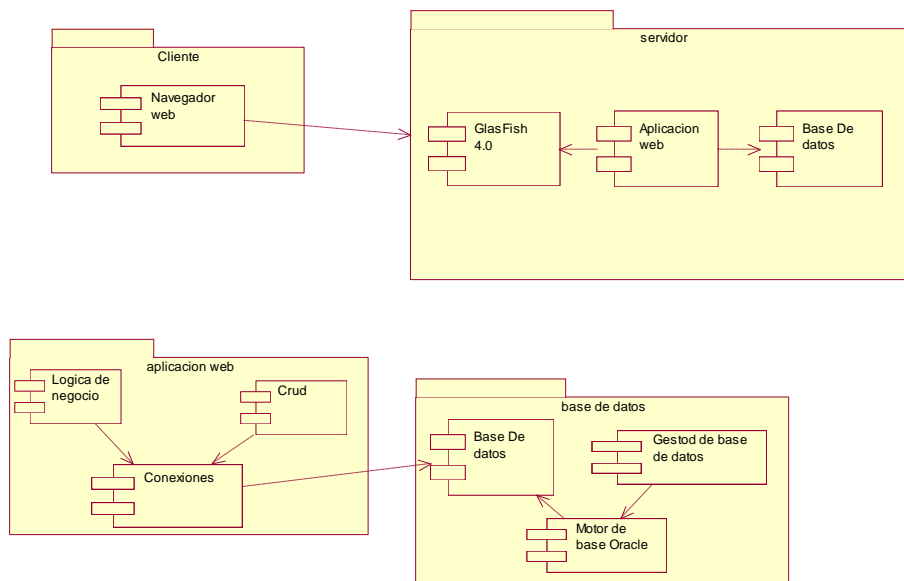 Cliente
Navegador
web
servidor
GlasFish
4.0
Aplicacion
web
Base De
datos
aplicacion web
Logica de
negocio
Crud
Conexiones
base de datos
Base De
datos
Gestod de base
de datos
Motor de
base Oracle